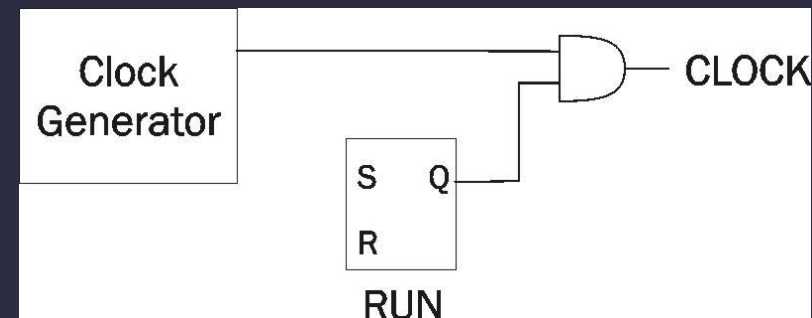 Clock
Generator
CLOCK
S Q
R
RUN